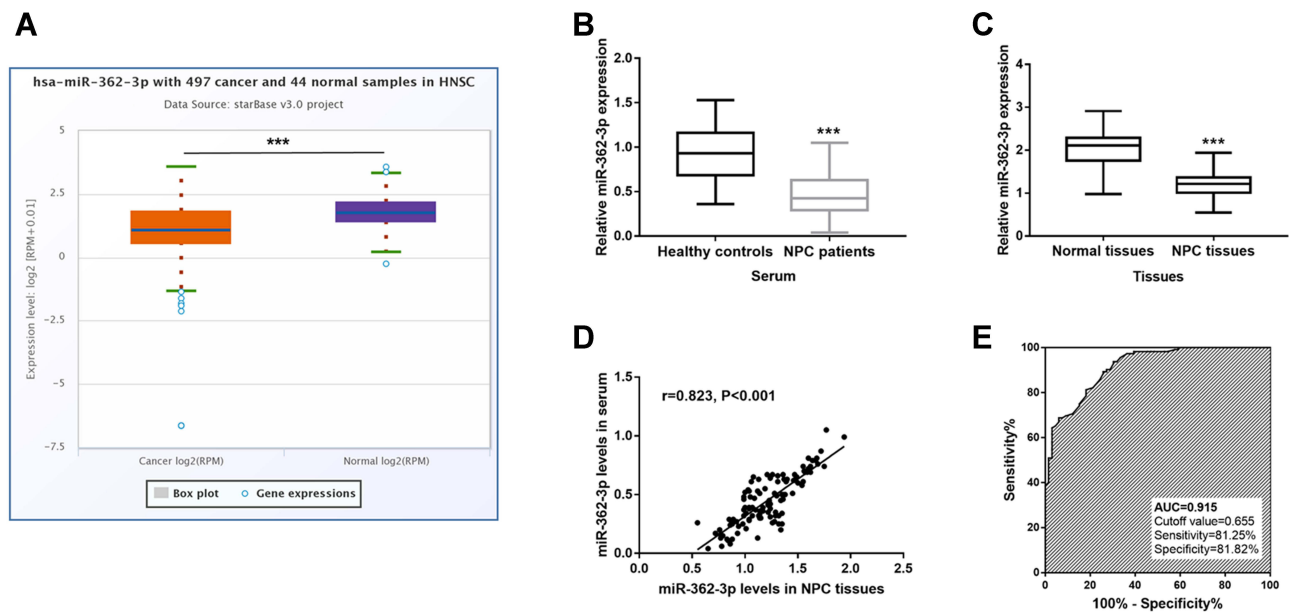 A
hsa-miR-362-3p with 497 cancer and 44 normal samples in HNSC
Data Source: starBase v3.0 project
Expression level: log2 [RPM+0.01]
5
2.5
0
-2.5
-5
-7.5
***
Cancer log2(RPM)
Normal log2(RPM)
Box plot
Gene expressions
B
Relative miR-362-3p expression
2.0
1.5
1.0
0.5
0.0
***
Healthy controls
NPC patients
Serum
C
Relative miR-362-3p expression
4
3
2
1
0
***
Normal tissues
NPC tissues
Tissues
D
miR-362-3p levels in serum
1.5
1.0
0.5
0.0
r=0.823, P<0.001
0.0 0.5 1.0 1.5 2.0 2.5
miR-362-3p levels in NPC tissues
E
Sensitivity%
100
80
60
40
20
0
AUC=0.915
Cutoff value=0.655
Sensitivity=81.25%
Specificity=81.82%
0 20 40 60 80 100
100% - Specificity%